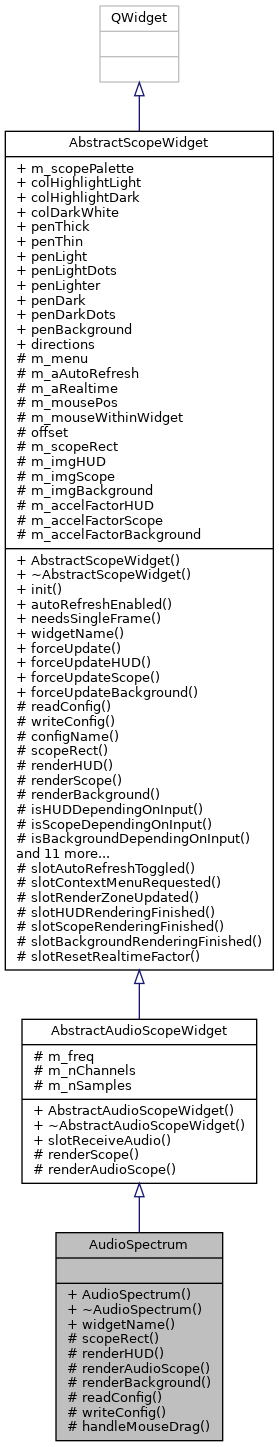 QWidget
AbstractScopeWidget
+ m_scopePalette
+ colHighlightLight
+ colHighlightDark
+ colDarkWhite
+ penThick
+ penThin
+ penLight
+ penLightDots
+ penLighter
+ penDark
+ penDarkDots
+ penBackground
+ directions
# m_menu
# m_aAutoRefresh
# m_aRealtime
# m_mousePos
# m_mouseWithinWidget
# offset
# m_scopeRect
# m_imgHUD
# m_imgScope
# m_imgBackground
# m_accelFactorHUD
# m_accelFactorScope
# m_accelFactorBackground
+ AbstractScopeWidget()
+ ~AbstractScopeWidget()
+ init()
+ autoRefreshEnabled()
+ needsSingleFrame()
+ widgetName()
+ forceUpdate()
+ forceUpdateHUD()
+ forceUpdateScope()
+ forceUpdateBackground()
# readConfig()
# writeConfig()
# configName()
# scopeRect()
# renderHUD()
# renderScope()
# renderBackground()
# isHUDDependingOnInput()
# isScopeDependingOnInput()
# isBackgroundDependingOnInput()
and 11 more...
# slotAutoRefreshToggled()
# slotContextMenuRequested()
# slotRenderZoneUpdated()
# slotHUDRenderingFinished()
# slotScopeRenderingFinished()
# slotBackgroundRenderingFinished()
# slotResetRealtimeFactor()
AbstractAudioScopeWidget
# m_freq
# m_nChannels
# m_nSamples
+ AbstractAudioScopeWidget()
+ ~AbstractAudioScopeWidget()
+ slotReceiveAudio()
# renderScope()
# renderAudioScope()
AudioSpectrum
+ AudioSpectrum()
+ ~AudioSpectrum()
+ widgetName()
# scopeRect()
# renderHUD()
# renderAudioScope()
# renderBackground()
# readConfig()
# writeConfig()
# handleMouseDrag()